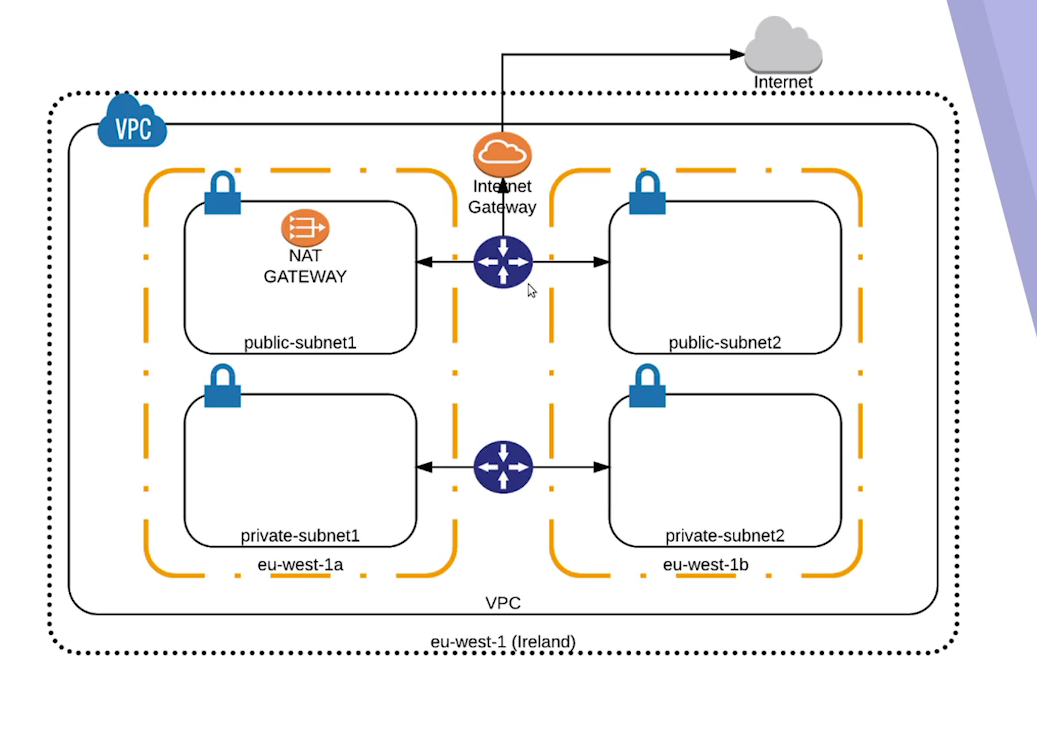 Internet
VPC
Internet
Gateway
NAT
GATEWAY
public-subnet1
public-subnet2
private-subnet1
private-subnet2
eu-west-1a
eu-west-1b
VPC
eu-west-1 (Ireland)